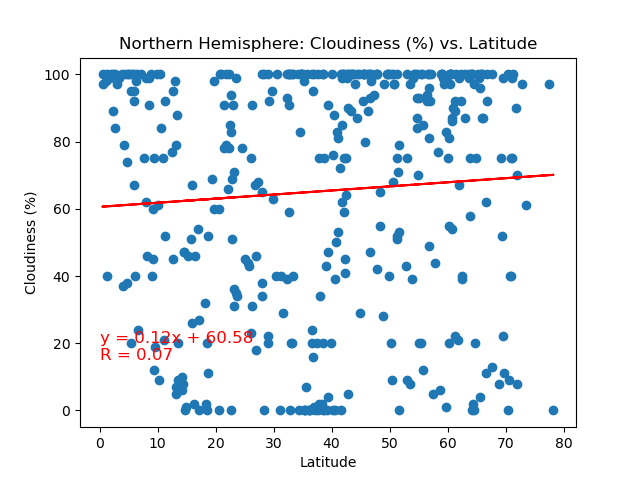 Northern Hemisphere: Cloudiness (%) vs. Latitude
100
80
60
40
20
0
Cloudiness (%)
y = 0.12x + 60.58
R = 0.07
0 10 20 30 40 50 60 70 80
Latitude